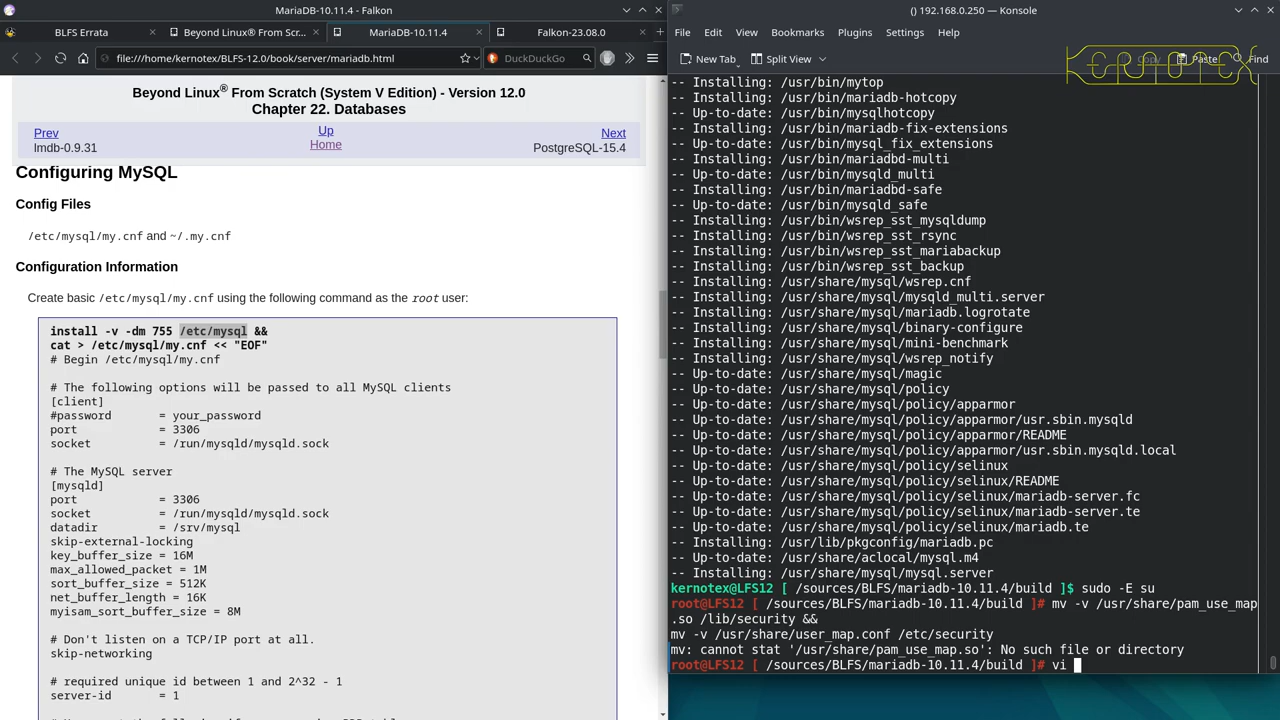 MariaDB-10.11.4 - Falkon
BLFS Errata
Beyond Linux® From Scr...
MariaDB-10.11.4
Falkon-23.08.0
file:///home/kernotex/BLFS-12.0/book/server/mariadb.html
DuckDuckGo
Beyond Linux® From Scratch (System V Edition) - Version 12.0
Chapter 22. Databases
Prev Up Next
lmdb-0.9.31 Home PostgreSQL-15.4
Configuring MySQL
Config Files
/etc/mysql/my.cnf and ~/.my.cnf
Configuration Information
Create basic /etc/mysql/my.cnf using the following command as the root user:
install -v -dm 755 /etc/mysql &&
cat > /etc/mysql/my.cnf << "EOF"
# Begin /etc/mysql/my.cnf
# The following options will be passed to all MySQL clients
[client]
#password = your_password
port = 3306
socket = /run/mysqld/mysqld.sock
# The MySQL server
[mysqld]
port = 3306
socket = /run/mysqld/mysqld.sock
datadir = /srv/mysql
skip-external-locking
key_buffer_size = 16M
max_allowed_packet = 1M
sort_buffer_size = 512K
net_buffer_length = 16K
myisam_sort_buffer_size = 8M
# Don't listen on a TCP/IP port at all.
skip-networking
# required unique id between 1 and 2^32 - 1
server-id = 1
() 192.168.0.250 — Konsole
File Edit View Bookmarks Plugins Settings Help
New Tab Split View Copy Paste Find
KERNOTEX
-- Installing: /usr/bin/mytop
-- Installing: /usr/bin/mariadb-hotcopy
-- Up-to-date: /usr/bin/mysqlhotcopy
-- Installing: /usr/bin/mariadb-fix-extensions
-- Up-to-date: /usr/bin/mysql_fix_extensions
-- Installing: /usr/bin/mariadbd-multi
-- Up-to-date: /usr/bin/mysqld_multi
-- Installing: /usr/bin/mariadbd-safe
-- Up-to-date: /usr/bin/mysqld_safe
-- Installing: /usr/bin/wsrep_sst_mysqldump
-- Installing: /usr/bin/wsrep_sst_rsync
-- Installing: /usr/bin/wsrep_sst_mariabackup
-- Installing: /usr/bin/wsrep_sst_backup
-- Installing: /usr/share/mysql/wsrep.cnf
-- Installing: /usr/share/mysql/mysqld_multi.server
-- Installing: /usr/share/mysql/mariadb.logrotate
-- Installing: /usr/share/mysql/binary-configure
-- Installing: /usr/share/mysql/mini-benchmark
-- Installing: /usr/share/mysql/wsrep_notify
-- Up-to-date: /usr/share/mysql/magic
-- Up-to-date: /usr/share/mysql/policy
-- Up-to-date: /usr/share/mysql/policy/apparmor
-- Up-to-date: /usr/share/mysql/policy/apparmor/usr.sbin.mysqld
-- Up-to-date: /usr/share/mysql/policy/apparmor/README
-- Up-to-date: /usr/share/mysql/policy/apparmor/usr.sbin.mysqld.local
-- Up-to-date: /usr/share/mysql/policy/selinux
-- Up-to-date: /usr/share/mysql/policy/selinux/README
-- Up-to-date: /usr/share/mysql/policy/selinux/mariadb-server.fc
-- Up-to-date: /usr/share/mysql/policy/selinux/mariadb-server.te
-- Up-to-date: /usr/share/mysql/policy/selinux/mariadb.te
-- Installing: /usr/lib/pkgconfig/mariadb.pc
-- Up-to-date: /usr/share/aclocal/mysql.m4
-- Installing: /usr/share/mysql/mysql.server
kernotex@LFS12 [ /sources/BLFS/mariadb-10.11.4/build ]$ sudo -E su
root@LFS12 [ /sources/BLFS/mariadb-10.11.4/build ]# mv -v /usr/share/pam_use_map
.so /lib/security &&
mv -v /usr/share/user_map.conf /etc/security
mv: cannot stat '/usr/share/pam_use_map.so': No such file or directory
root@LFS12 [ /sources/BLFS/mariadb-10.11.4/build ]# vi